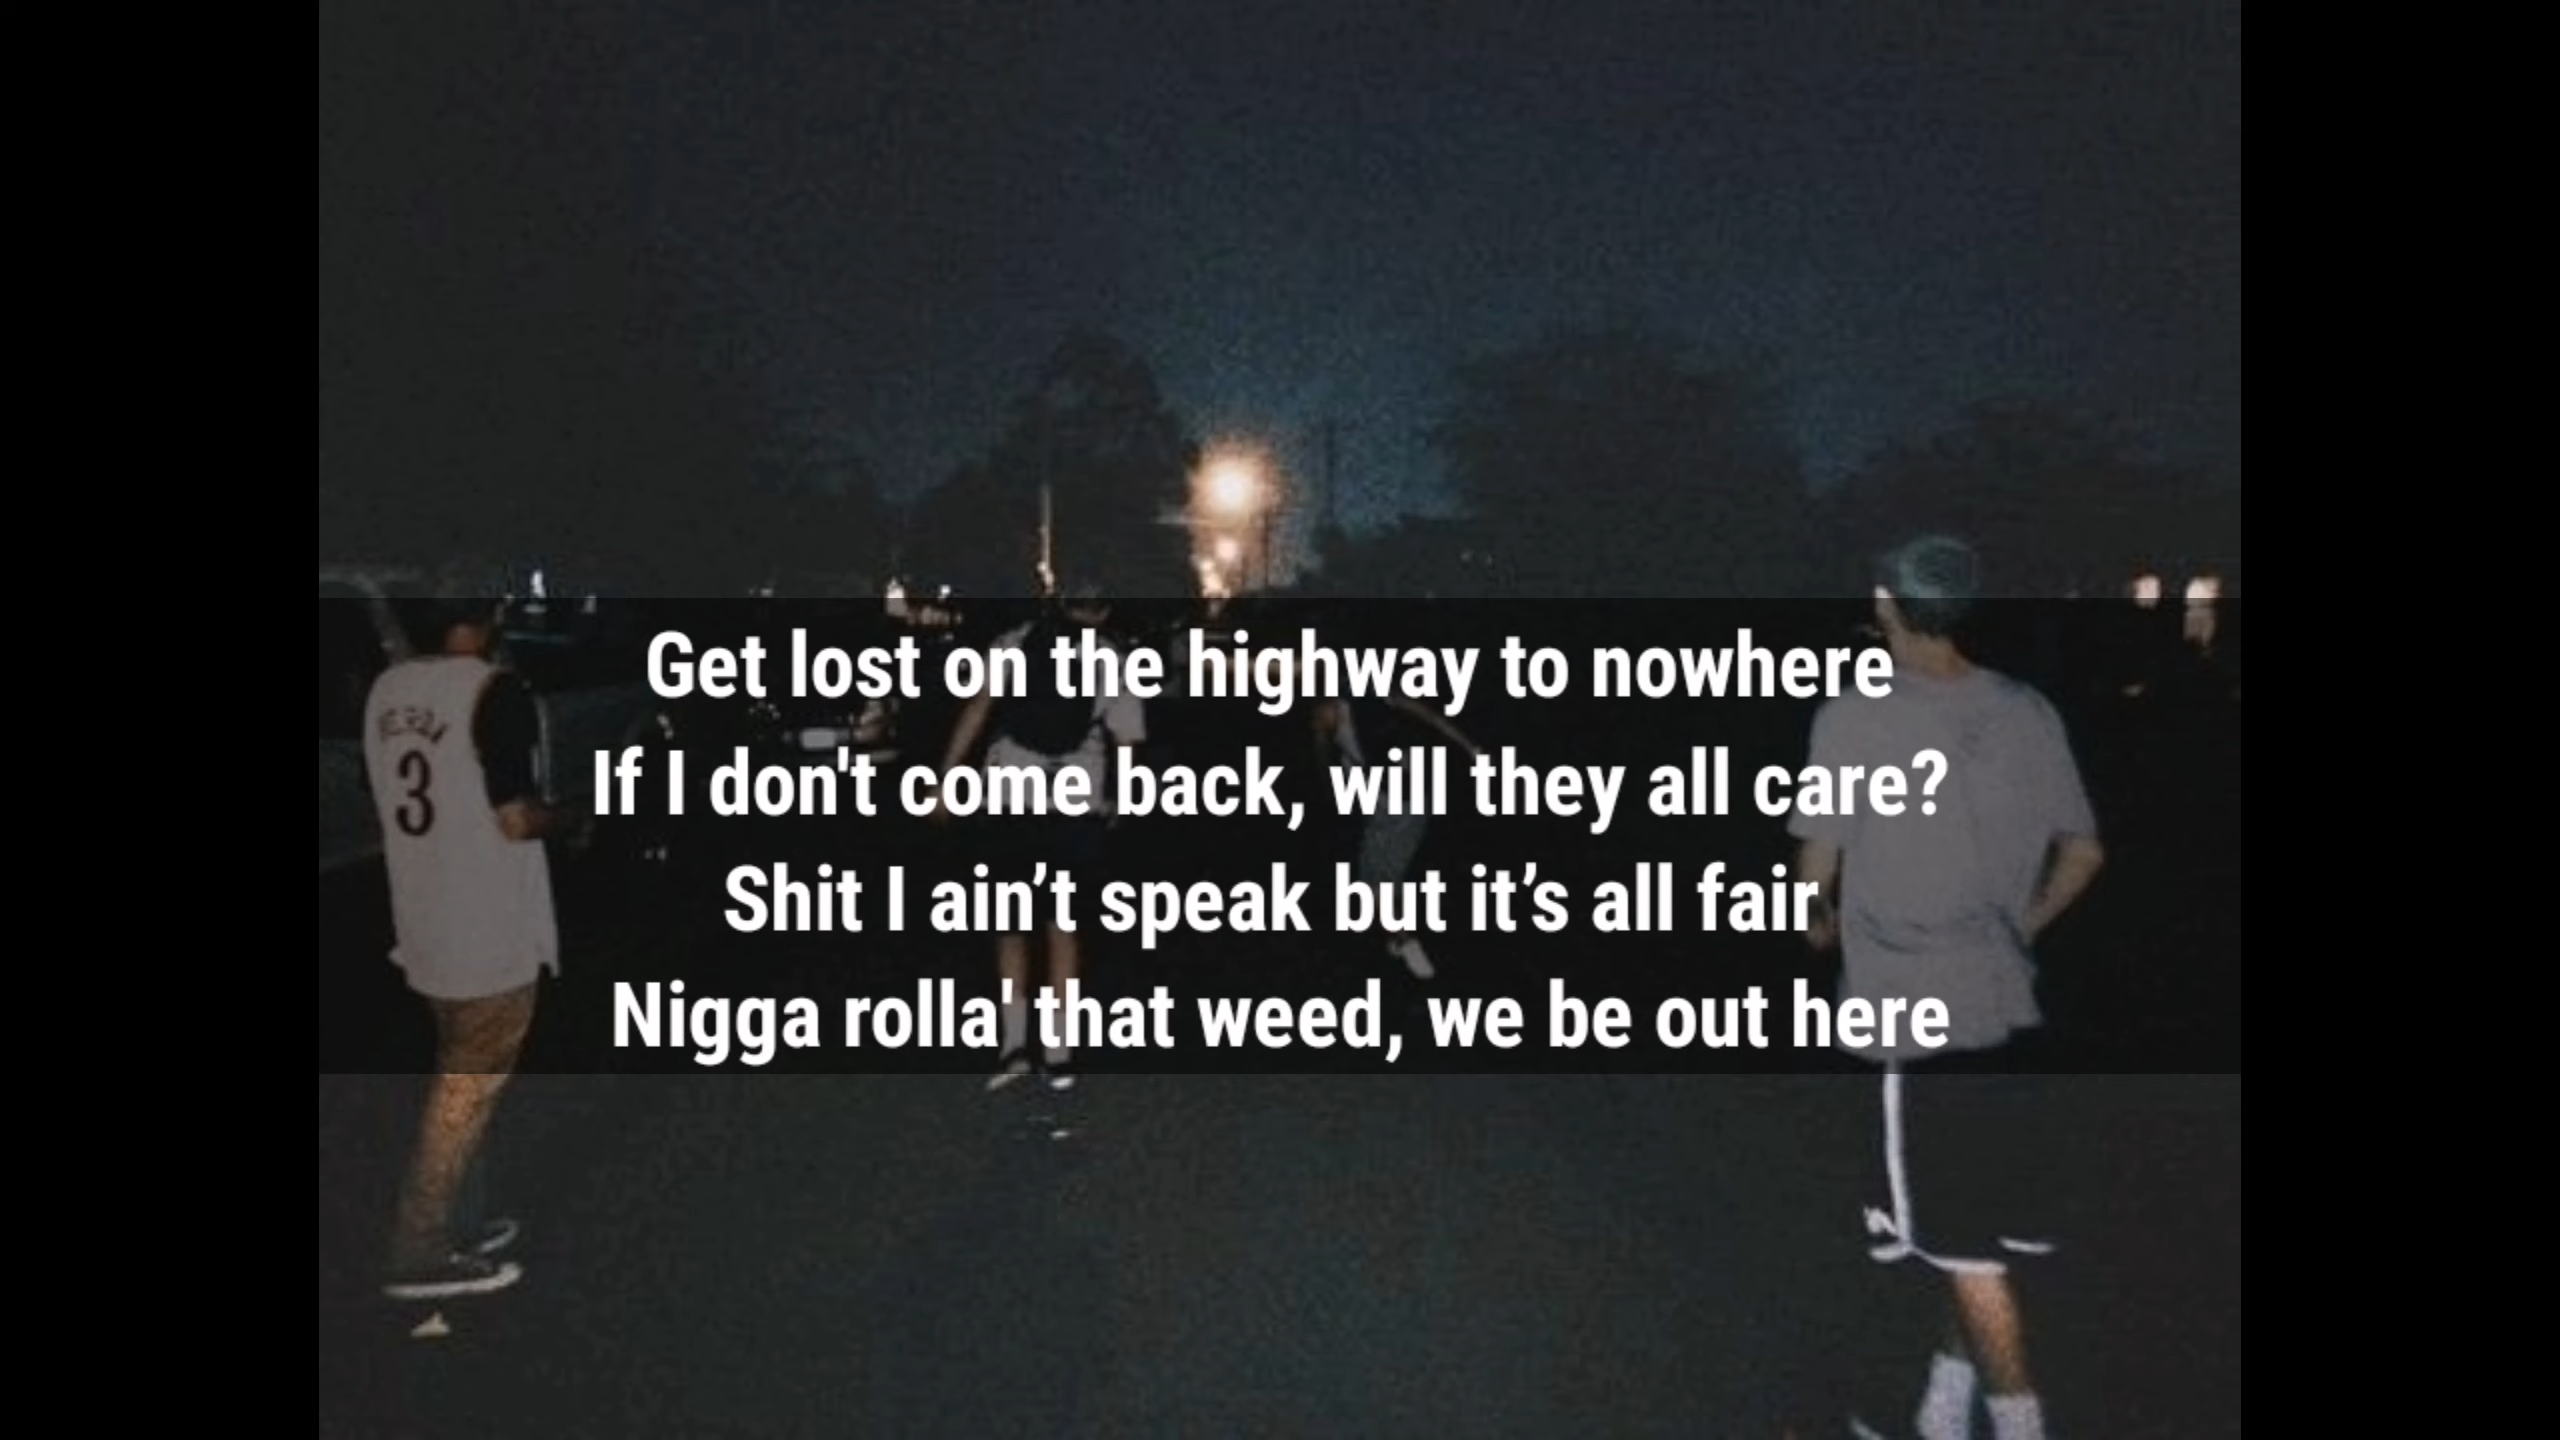 3
Get lost on the highway to nowhere
If I don't come back, will they all care?
Shit I ain’t speak but it’s all fair
Nigga rolla' that weed, we be out here